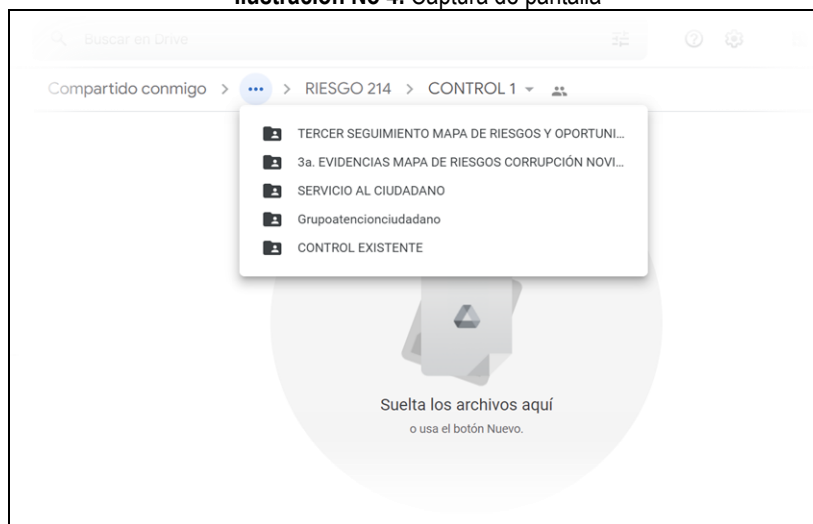 Ilustración No 4. Captura de pantalla
Buscar en Drive
Compartido conmigo > ... > RIESGO 214 > CONTROL 1
TERCER SEGUIMIENTO MAPA DE RIESGOS Y OPORTUNI...
3a. EVIDENCIAS MAPA DE RIESGOS CORRUPCIÓN NOVI...
SERVICIO AL CIUDADANO
Grupoatencionciudadano
CONTROL EXISTENTE
Suelta los archivos aquí
o usa el botón Nuevo.